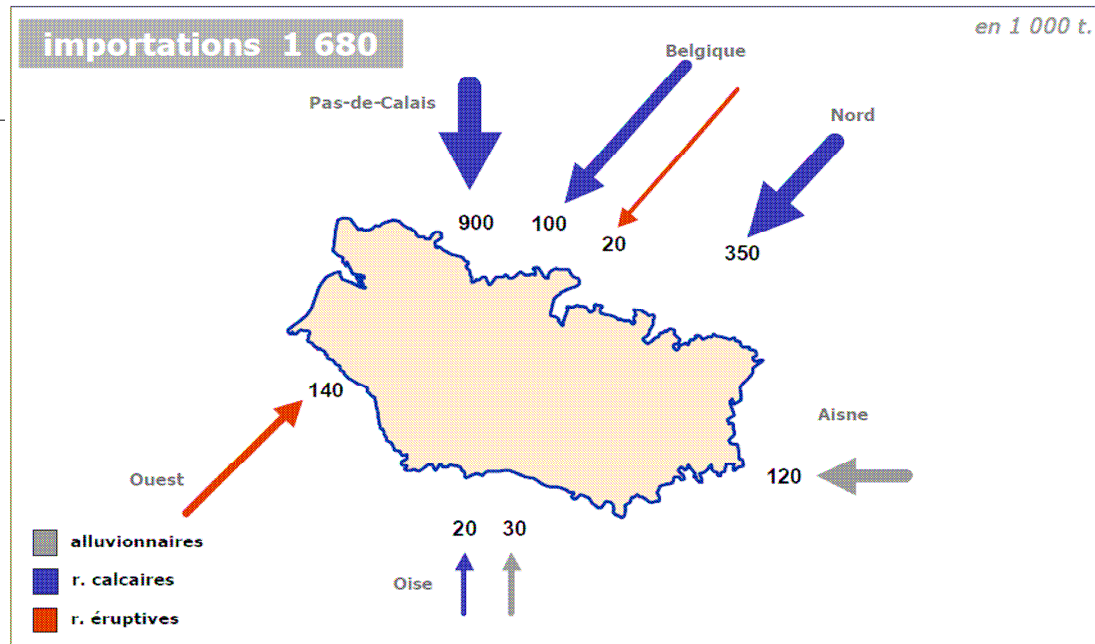 importations 1 680
en 1 000 t.
Belgique
Pas-de-Calais
Nord
900
100
20
350
140
Aisne
Ouest
120
20
30
Oise
alluvionnaires
r. calcaires
r. éruptives